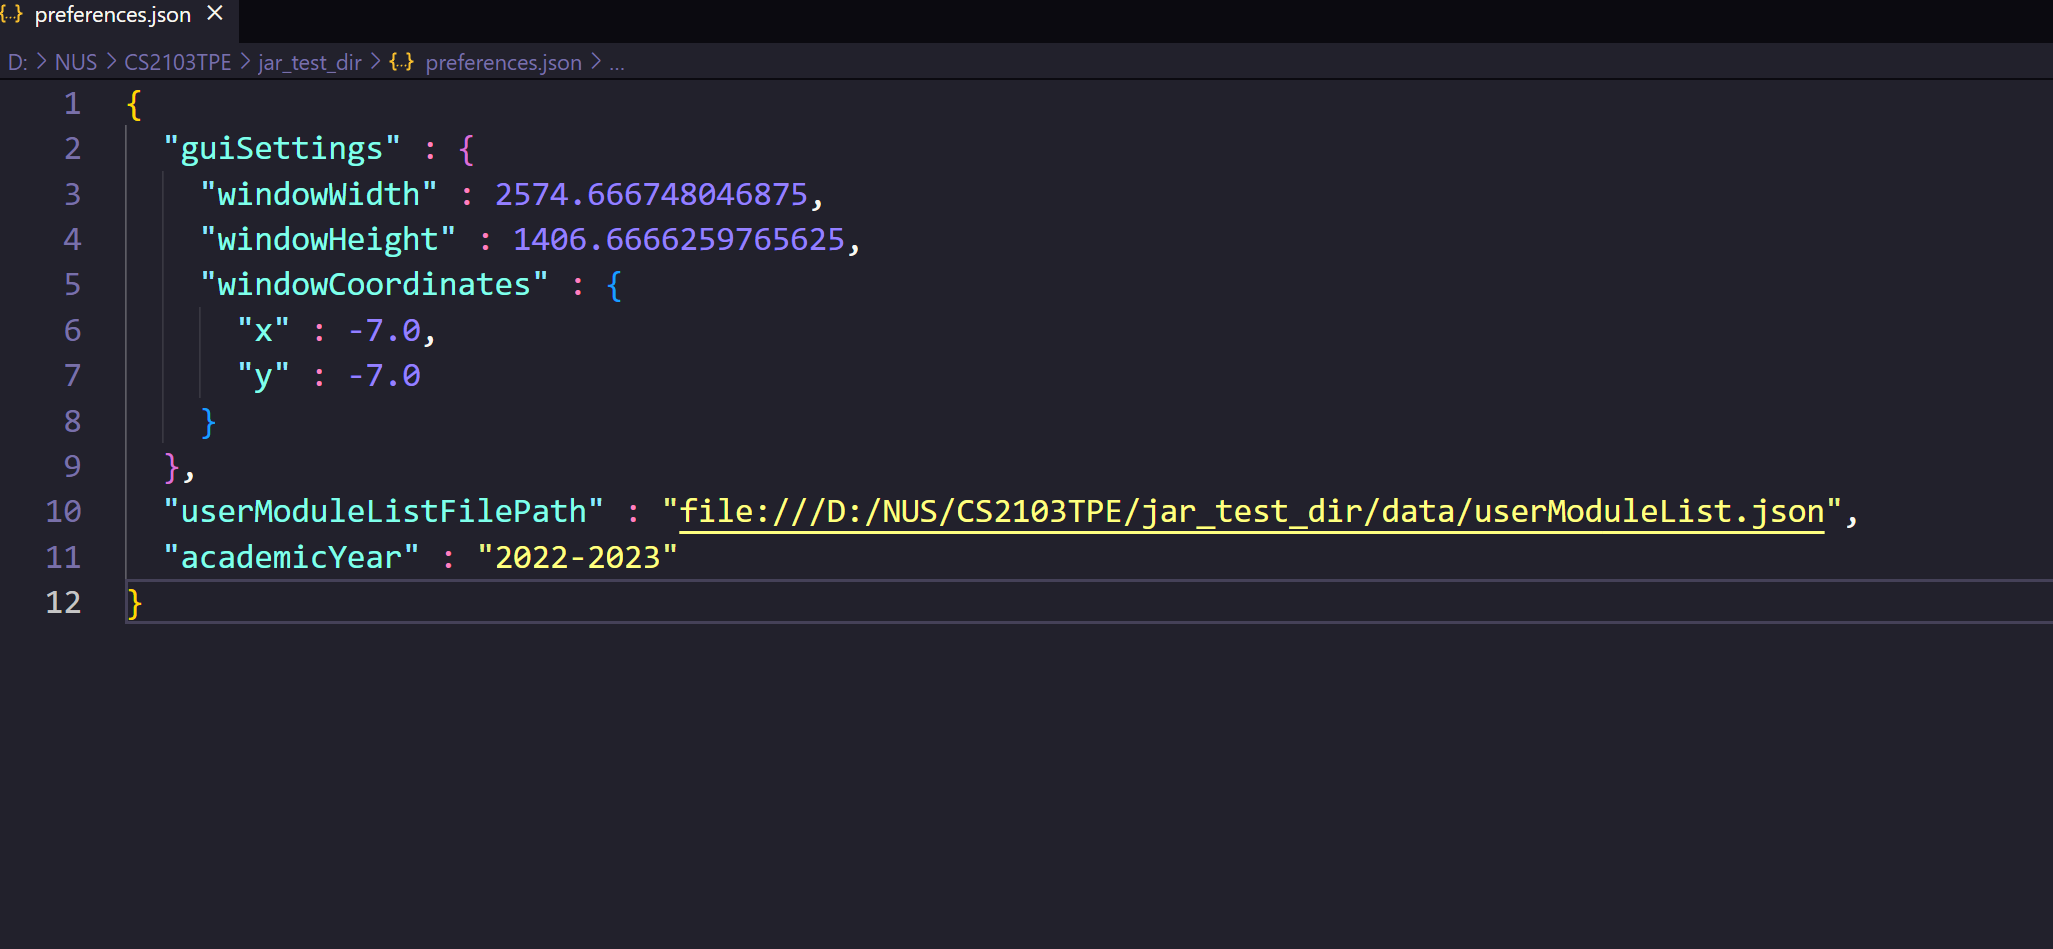 {..} preferences.json ×
D: > NUS > CS2103TPE > jar_test_dir > {..} preferences.json > ...
1 {
2   "guiSettings" : {
3     "windowWidth" : 2574.666748046875,
4     "windowHeight" : 1406.6666259765625,
5     "windowCoordinates" : {
6       "x" : -7.0,
7       "y" : -7.0
8     }
9   },
10   "userModuleListFilePath" : "file:///D:/NUS/CS2103TPE/jar_test_dir/data/userModuleList.json",
11   "academicYear" : "2022-2023"
12 }